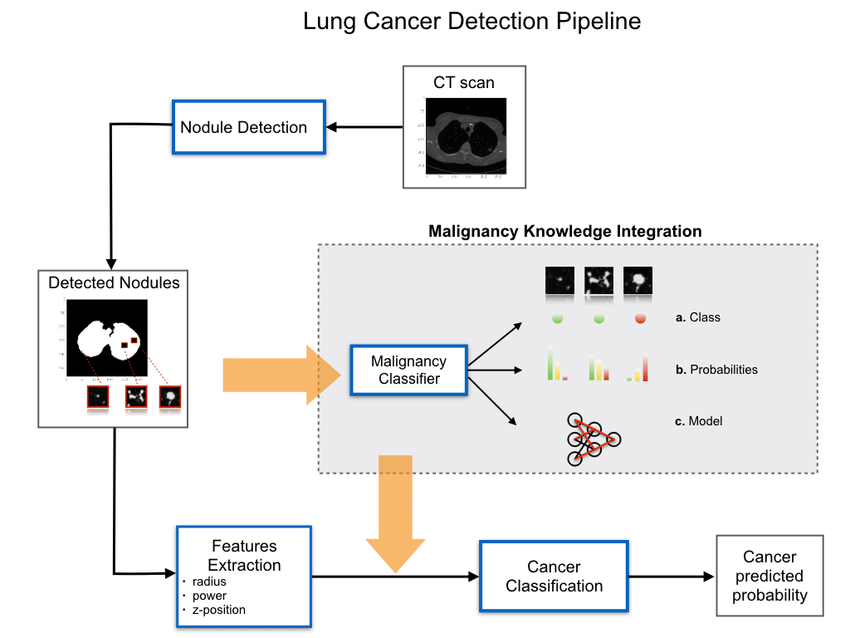 Lung Cancer Detection Pipeline
CT scan
Nodule Detection
Malignancy Knowledge Integration
Detected Nodules
a. Class
Malignancy
Classifier
b. Probabilities
c. Model
Features
Extraction
· radius
· power
· z-position
Cancer
Classification
Cancer
predicted
probability